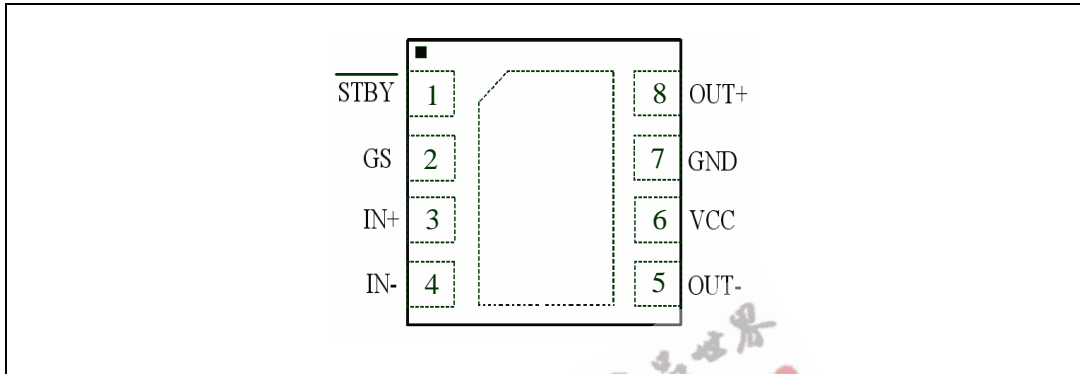 STBY 1 8 OUT+
GS 2 7 GND
IN+ 3 6 VCC
IN- 4 5 OUT-